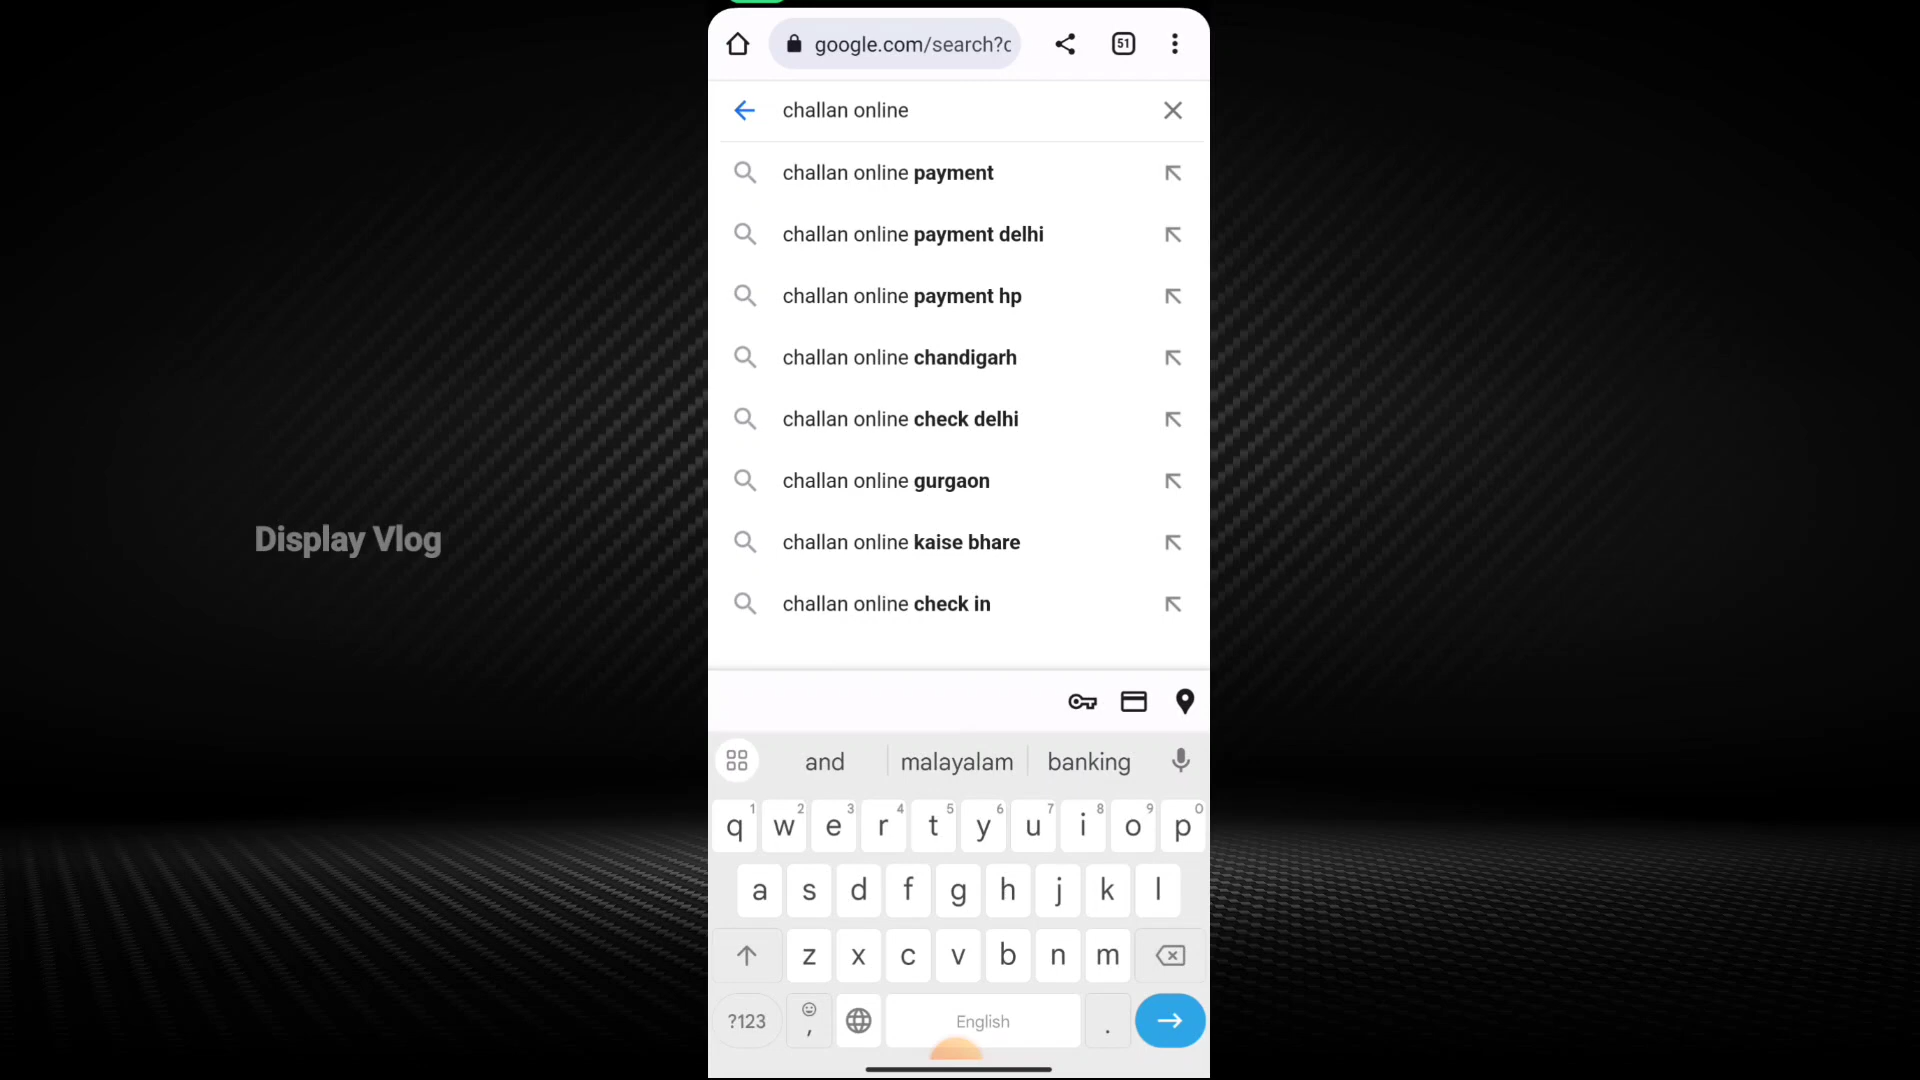 google.com/search?c
51
challan online
challan online payment
challan online payment delhi
challan online payment hp
challan online chandigarh
challan online check delhi
challan online gurgaon
challan online kaise bhare
challan online check in
Display Vlog
and malayalam banking
1 2 3 4 5 6 7 8 9 0
q w e r t y u i o p
a s d f g h j k l
z x c v b n m
?123 , English .